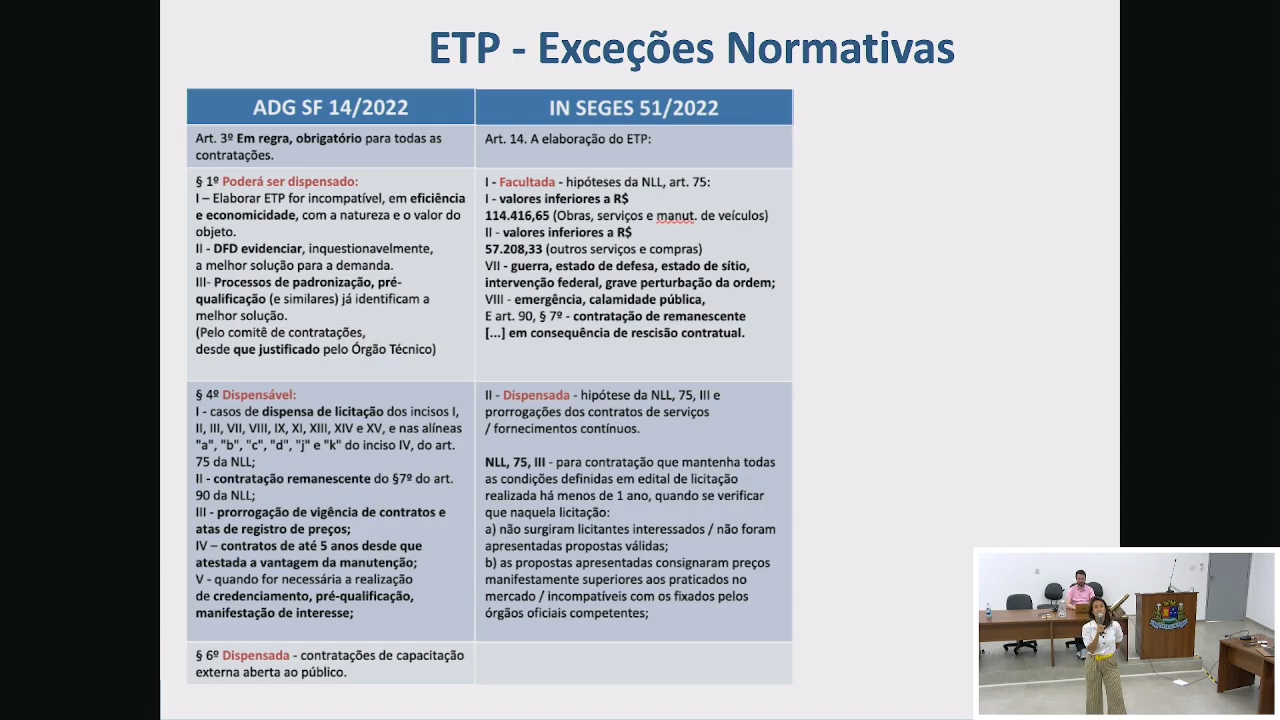 ETP - Exceções Normativas
ADG SF 14/2022
IN SEGES 51/2022
Art. 3º Em regra, obrigatório para todas as
contratações.
Art. 14. A elaboração do ETP:
§ 1º Poderá ser dispensado:
I – Elaborar ETP for incompatível, em eficiência
e economicidade, com a natureza e o valor do
objeto.
II - DFD evidenciar, inquestionavelmente,
a melhor solução para a demanda.
III- Processos de padronização, pré-
qualificação (e similares) já identificam a
melhor solução.
(Pelo comitê de contratações,
desde que justificado pelo Órgão Técnico)
I - Facultada - hipóteses da NLL, art. 75:
I - valores inferiores a R$
114.416,65 (Obras, serviços e manut. de veículos)
II - valores inferiores a R$
57.208,33 (outros serviços e compras)
VII - guerra, estado de defesa, estado de sítio,
intervenção federal, grave perturbação da ordem;
VIII - emergência, calamidade pública,
E art. 90, § 7º - contratação de remanescente
[...] em consequência de rescisão contratual.
§ 4º Dispensável:
I - casos de dispensa de licitação dos incisos I,
II, III, VII, VIII, IX, XI, XIII, XIV e XV, e nas alíneas
"a", "b", "c", "d", "j" e "k" do inciso IV, do art.
75 da NLL;
II - contratação remanescente do §7º do art.
90 da NLL;
III - prorrogação de vigência de contratos e
atas de registro de preços;
IV – contratos de até 5 anos desde que
atestada a vantagem da manutenção;
V - quando for necessária a realização
de credenciamento, pré-qualificação,
manifestação de interesse;
II - Dispensada - hipótese da NLL, 75, III e
prorrogações dos contratos de serviços
/ fornecimentos contínuos.
NLL, 75, III - para contratação que mantenha todas
as condições definidas em edital de licitação
realizada há menos de 1 ano, quando se verificar
que naquela licitação:
a) não surgiram licitantes interessados / não foram
apresentadas propostas válidas;
b) as propostas apresentadas consignaram preços
manifestamente superiores aos praticados no
mercado / incompatíveis com os fixados pelos
órgãos oficiais competentes;
§ 6º Dispensada - contratações de capacitação
externa aberta ao público.